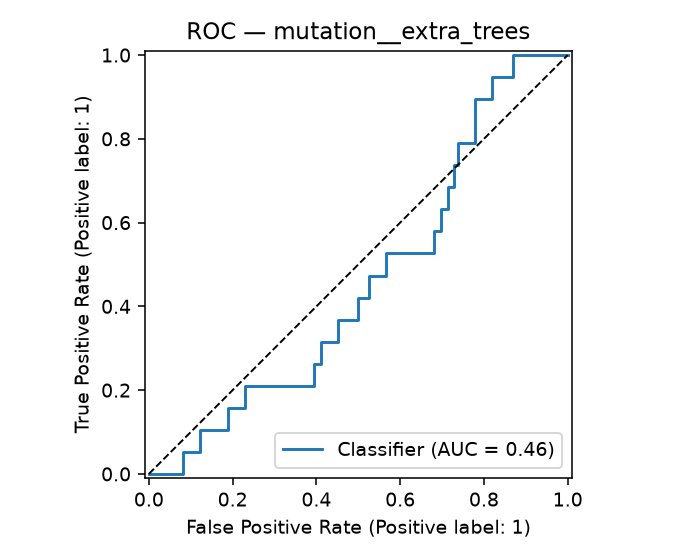 ROC — mutation__extra_trees
True Positive Rate (Positive label: 1)
1.0
0.8
0.6
0.4
0.2
0.0
Classifier (AUC = 0.46)
0.0 0.2 0.4 0.6 0.8 1.0
False Positive Rate (Positive label: 1)